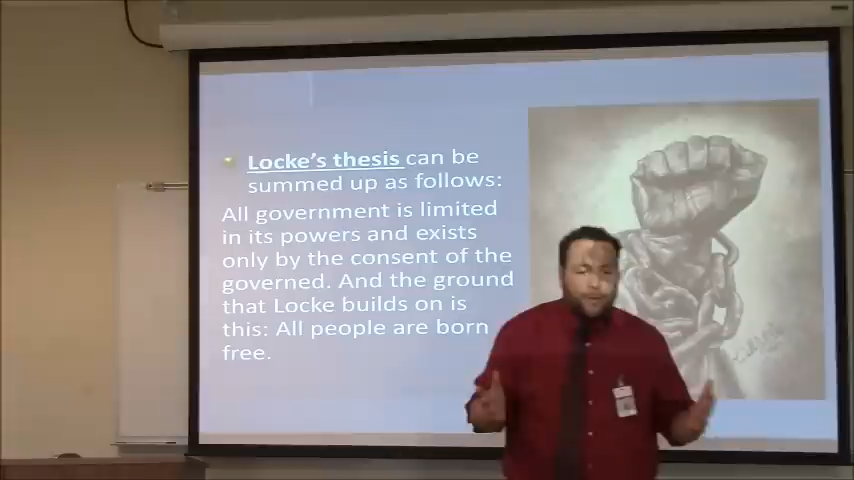 Locke's thesis can be
summed up as follows:
All government is limited
in its powers and exists
only by the consent of the
governed. And the ground
that Locke builds on is
this: All people are born
free.